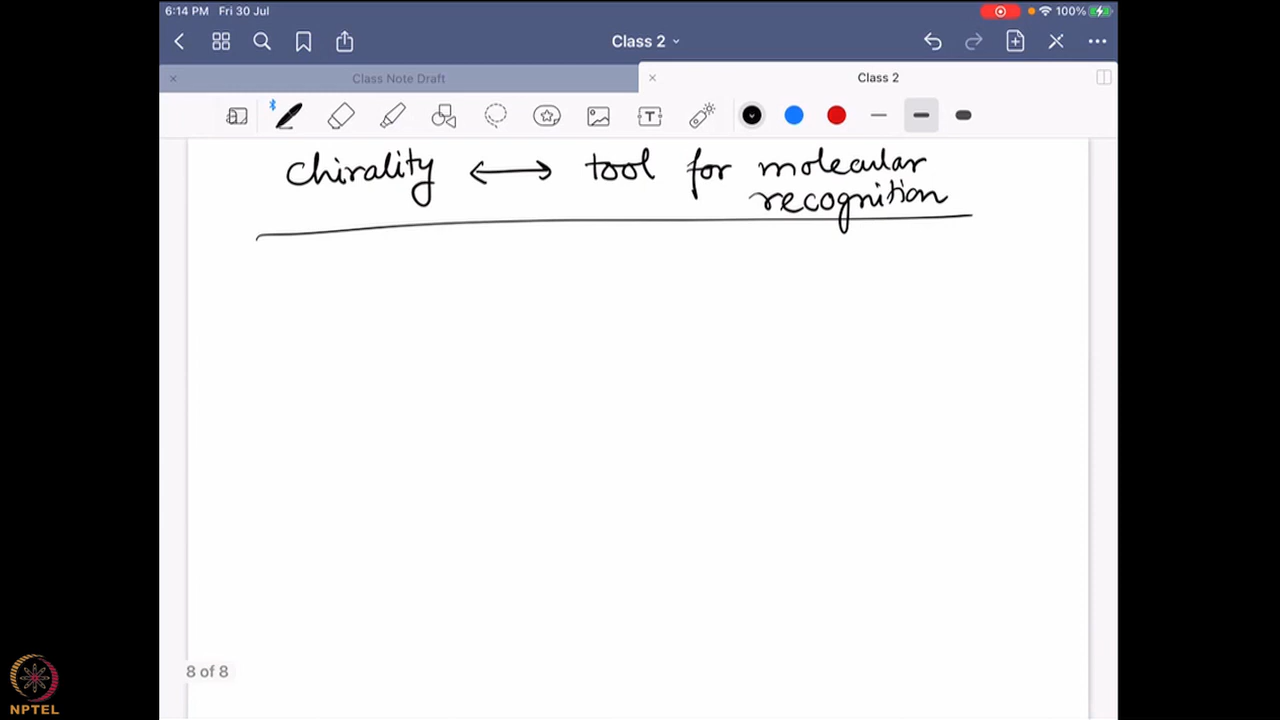 6:14 PM Fri 30 Jul
100%
Class 2
Class Note Draft
Class 2
T
chirality ↔ tool for molecular
recognition
8 of 8
NPTEL